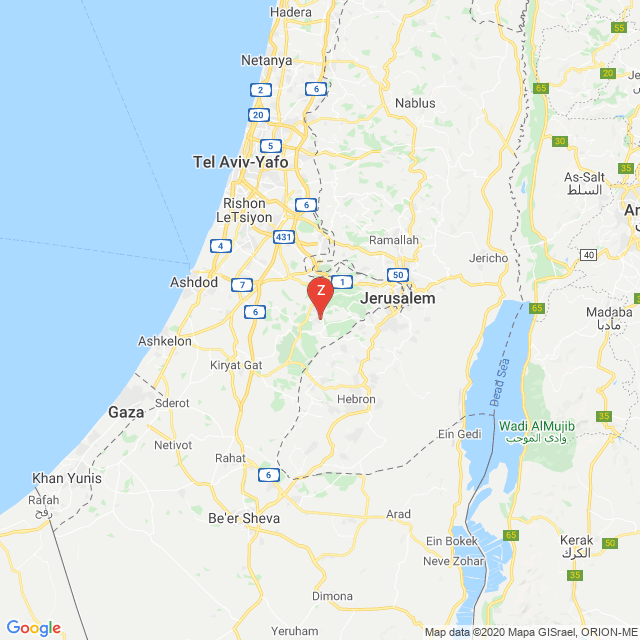 Hadera
55
Netanya
6
2
20
Je
65
Nablus
20
5
30
Tel Aviv-Yafo
35
As-Salt
السلط
Rishon
LeTsiyon
6
Ar
431
Ramallah
4
Jericho
40
50
Ashdod
7
1
Z
Jerusalem
65
Madaba
مادبا
6
Ashkelon
Kiryat Gat
Dead Sea
Hebron
Sderot
Gaza
35
Wadi AlMujib
وادي الموجب
Ein Gedi
Netivot
Rahat
6
Khan Yunis
Rafah
رفح
Be'er Sheva
Arad
65
Ein Bokek
Kerak
الكرك
50
Neve Zohar
35
Dimona
Google
Yeruham
Map data ©2020 Mapa GISrael, ORION-ME